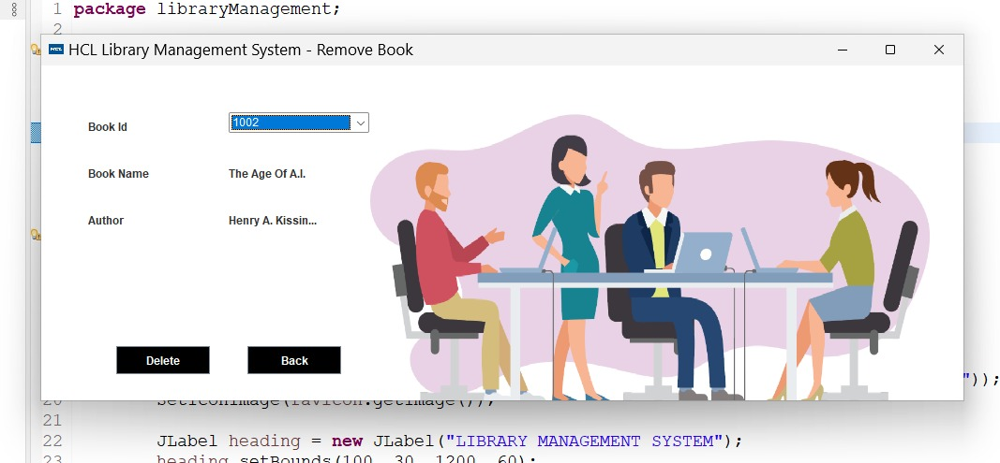 1 package libraryManagement;
2
HCL HCL Library Management System - Remove Book
Book Id 1002
Book Name The Age Of A.I.
Author Henry A. Kissin...
Delete Back
"));
20 setIconImage(favicon.getImage());
21
22 JLabel heading = new JLabel("LIBRARY MANAGEMENT SYSTEM");
23 heading.setBounds(100, 30, 1200, 60);